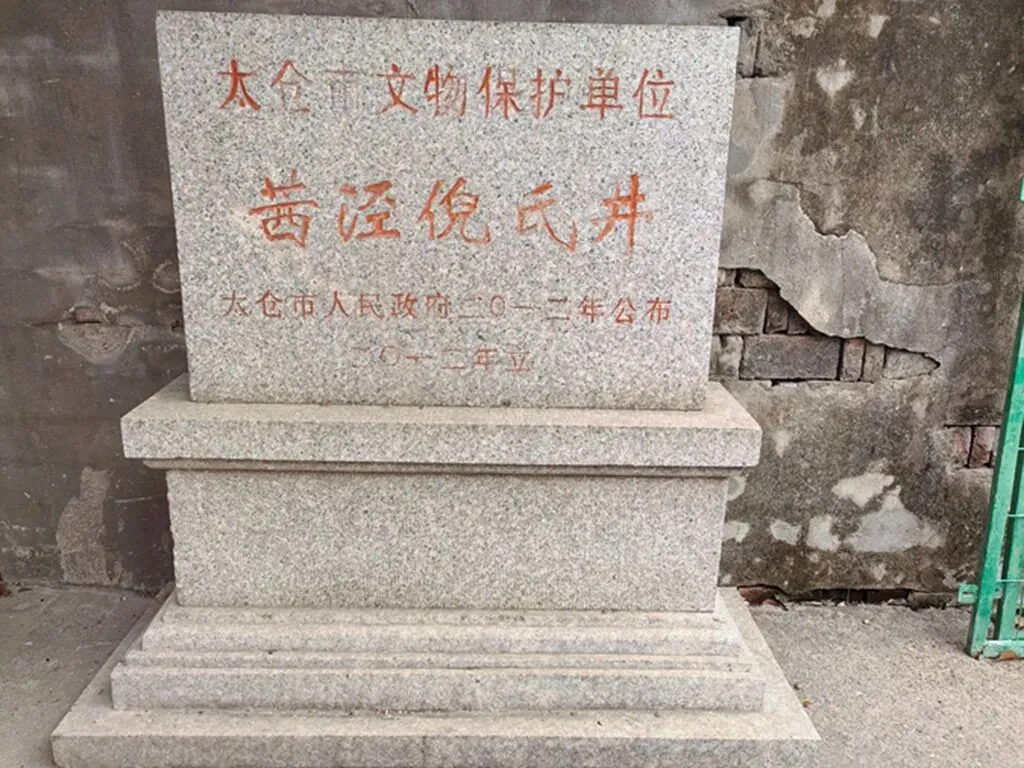 太仓市文物保护单位
茜泾倪氏井
太仓市人民政府二〇一二年公布
二〇一二年立